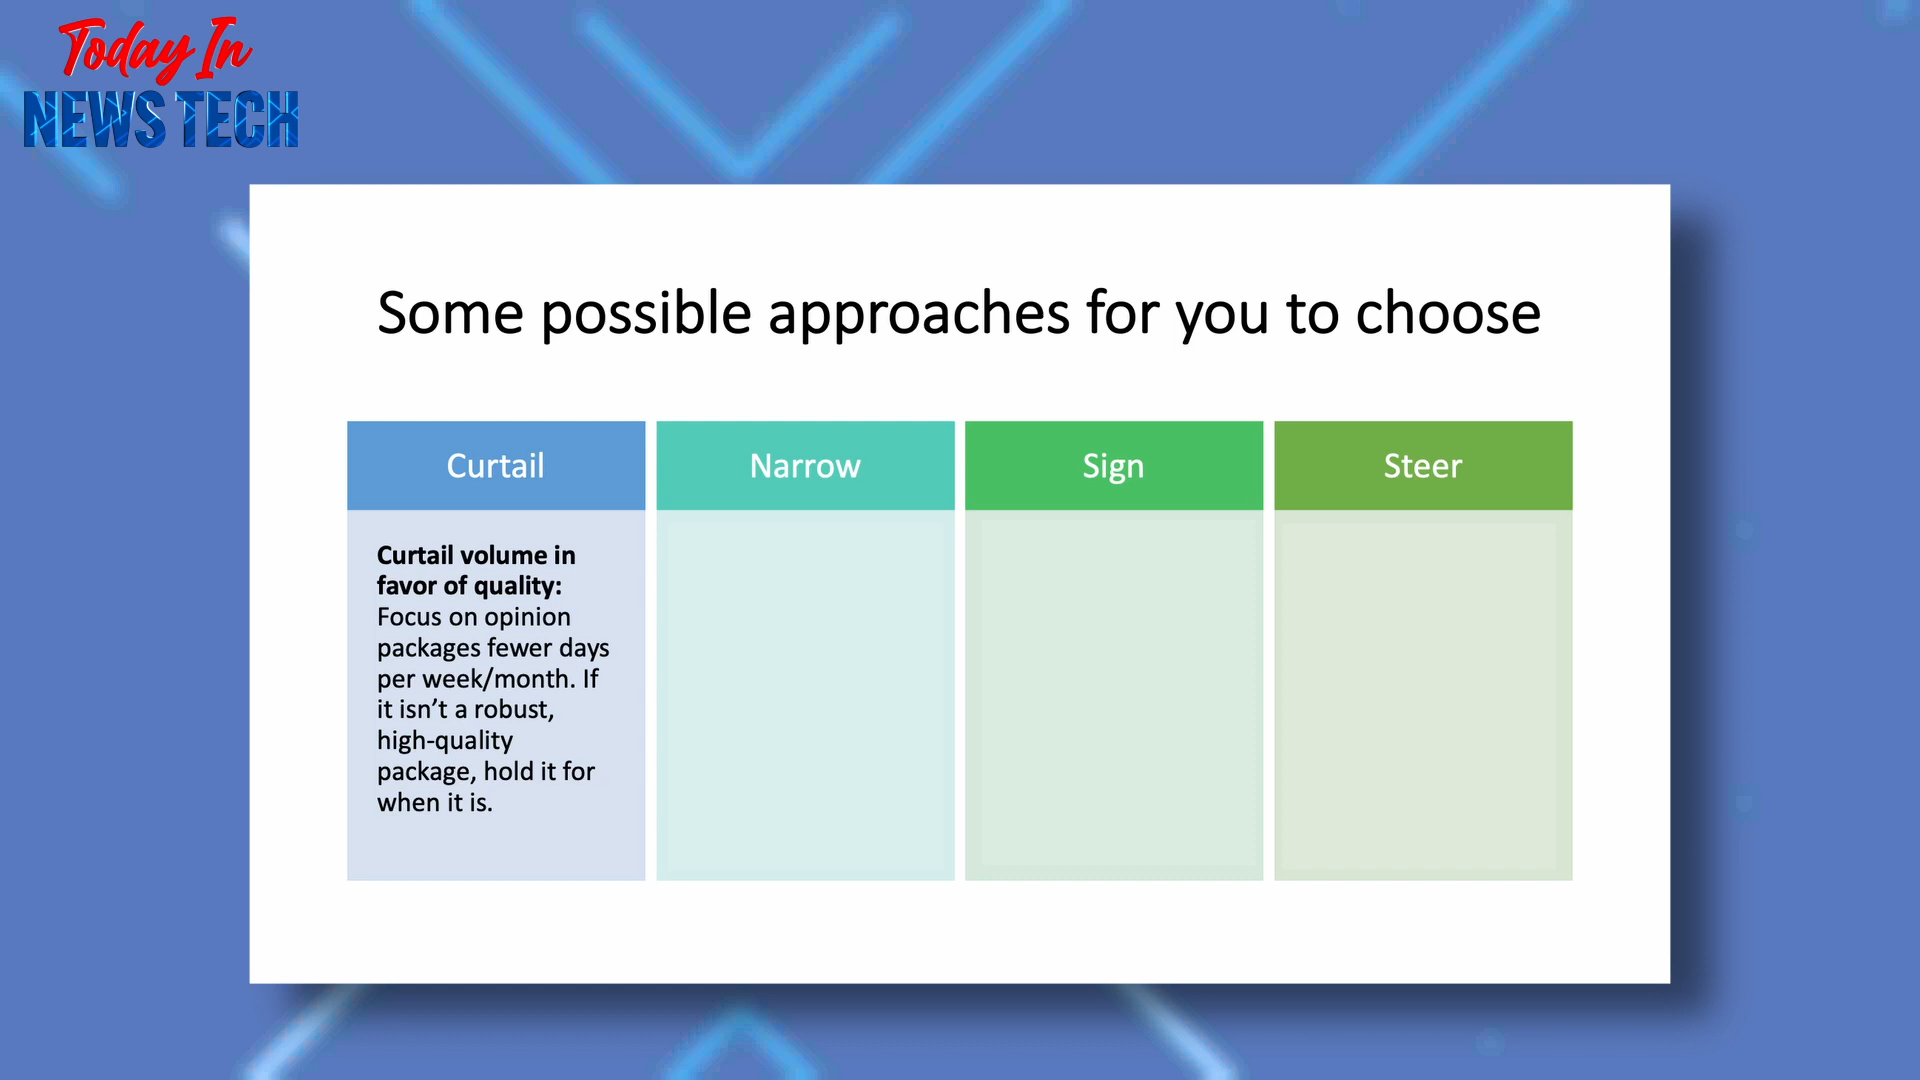 Today In
NEWS TECH
Some possible approaches for you to choose
Curtail
Narrow
Sign
Steer
Curtail volume in
favor of quality:
Focus on opinion
packages fewer days
per week/month. If
it isn’t a robust,
high-quality
package, hold it for
when it is.